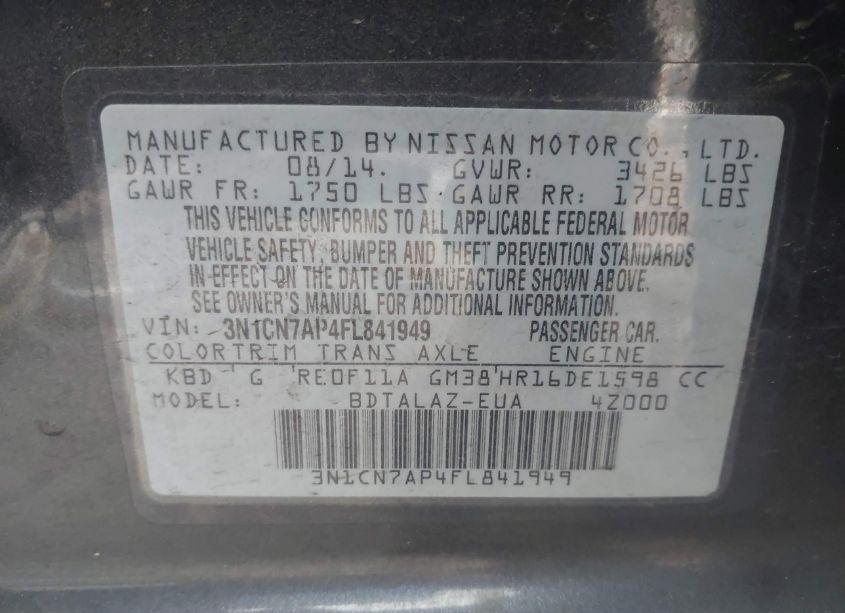 MANUFACTURED BY NISSAN MOTOR CO., LTD.
DATE: 08/14. GVWR: 3426 LBS
GAWR FR: 1750 LBS GAWR RR: 1708 LBS
THIS VEHICLE CONFORMS TO ALL APPLICABLE FEDERAL MOTOR
VEHICLE SAFETY, BUMPER AND THEFT PREVENTION STANDARDS
IN EFFECT ON THE DATE OF MANUFACTURE SHOWN ABOVE.
SEE OWNER'S MANUAL FOR ADDITIONAL INFORMATION.
VIN: 3N1CN7AP4FL841949 PASSENGER CAR.
COLOR TRIM TRANS AXLE ENGINE
KBD G RE0F11A GM38 HR16DE1598 CC
MODEL: BDTALAZ-EUA 4Z000
3N1CN7AP4FL841949